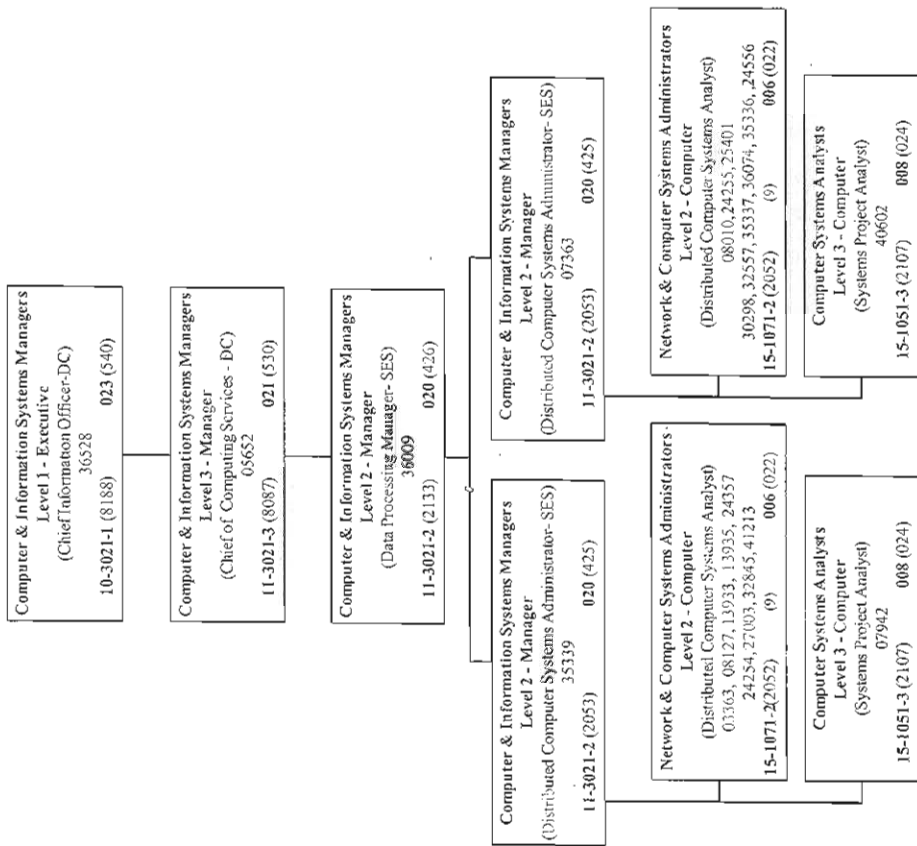 Computer & Information Systems Managers
Level 1 - Executive
(Chief Information Officer-DC)
36528
10-3021-1 (8188) 023 (540)
Computer & Information Systems Managers
Level 3 - Manager
(Chief of Computing Services - DC)
05652
11-3021-3 (8087) 021 (530)
Computer & Information Systems Managers
Level 2 - Manager
(Data Processing Manager- SES)
36009
11-3021-2 (2133) 020 (426)
Computer & Information Systems Managers
Level 2 - Manager
(Distributed Computer Systems Administrator- SES)
35339
11-3021-2 (2053) 020 (425)
Network & Computer Systems Administrators
Level 2 - Computer
(Distributed Computer Systems Analyst)
03363, 08127, 13933, 13935, 24357
24254, 27003, 32845, 41213
15-1071-2(2052) (9) 006 (022)
Computer Systems Analysts
Level 3 - Computer
(Systems Project Analyst)
07942
15-1051-3 (2107) 008 (024)
Computer & Information Systems Managers
Level 2 - Manager
(Distributed Computer Systems Administrator- SES)
07363
11-3021-2 (2053) 020 (425)
Network & Computer Systems Administrators
Level 2 - Computer
(Distributed Computer Systems Analyst)
08010, 24255, 25401
30298, 32557, 35337, 36074, 35336, ,24556
15-1071-2 (2052) (9) 006 (022)
Computer Systems Analysts
Level 3 - Computer
(Systems Project Analyst)
40602
15-1051-3 (2107) 008 (024)